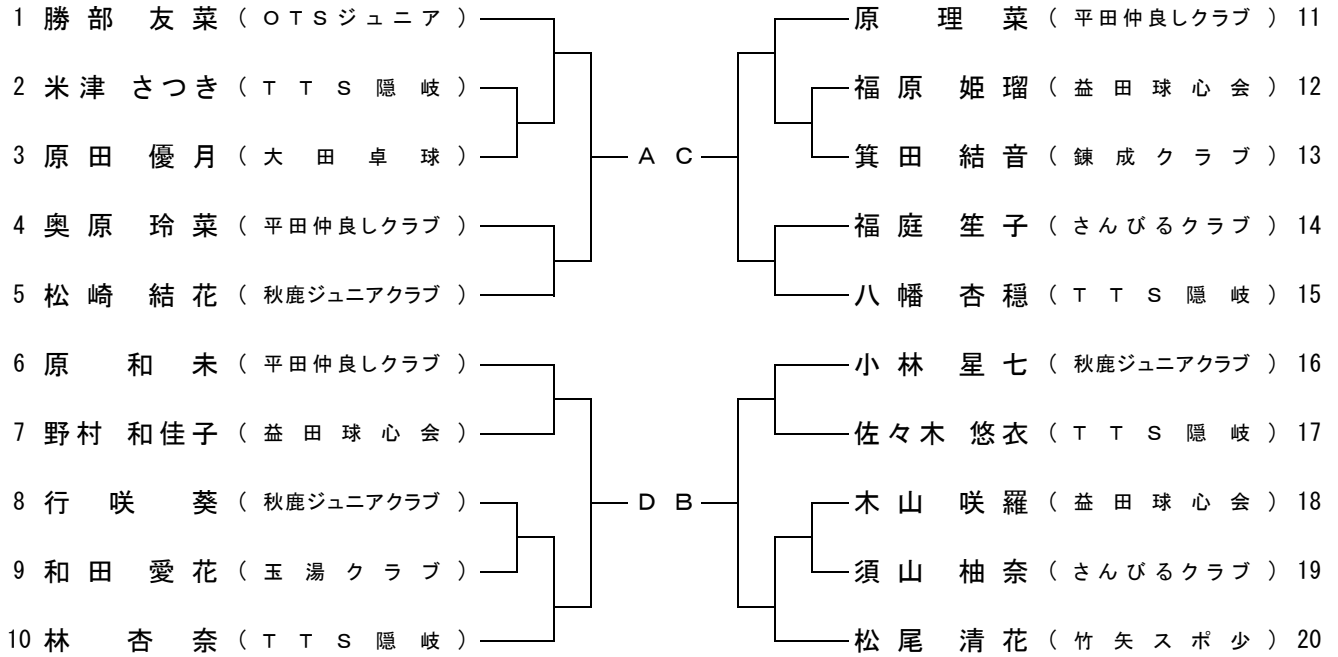 1 勝部 友菜 ( OTSジュニア )
2 米津 さつき ( TTS隠岐 )
3 原田 優月 ( 大田卓球 )
4 奥原 玲菜 ( 平田仲良しクラブ )
5 松崎 結花 ( 秋鹿ジュニアクラブ )
A
6 原 和未 ( 平田仲良しクラブ )
7 野村 和佳子 ( 益田球心会 )
8 行咲 葵 ( 秋鹿ジュニアクラブ )
9 和田 愛花 ( 玉湯クラブ )
10 林 杏奈 ( TTS隠岐 )
D
原 理菜 ( 平田仲良しクラブ ) 11
福原 姫瑠 ( 益田球心会 ) 12
箕田 結音 ( 錬成クラブ ) 13
福庭 笙子 ( さんびるクラブ ) 14
八幡 杏穏 ( TTS隠岐 ) 15
C
小林 星七 ( 秋鹿ジュニアクラブ ) 16
佐々木 悠衣 ( TTS隠岐 ) 17
木山 咲羅 ( 益田球心会 ) 18
須山 柚奈 ( さんびるクラブ ) 19
松尾 清花 ( 竹矢スポ少 ) 20
B